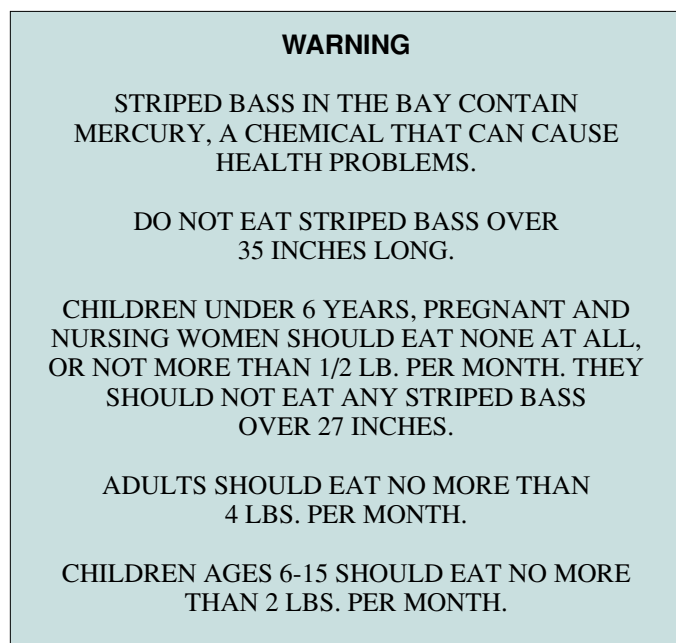 WARNING
STRIPED BASS IN THE BAY CONTAIN
MERCURY, A CHEMICAL THAT CAN CAUSE
HEALTH PROBLEMS.
DO NOT EAT STRIPED BASS OVER
35 INCHES LONG.
CHILDREN UNDER 6 YEARS, PREGNANT AND
NURSING WOMEN SHOULD EAT NONE AT ALL,
OR NOT MORE THAN 1/2 LB. PER MONTH. THEY
SHOULD NOT EAT ANY STRIPED BASS
OVER 27 INCHES.
ADULTS SHOULD EAT NO MORE THAN
4 LBS. PER MONTH.
CHILDREN AGES 6-15 SHOULD EAT NO MORE
THAN 2 LBS. PER MONTH.